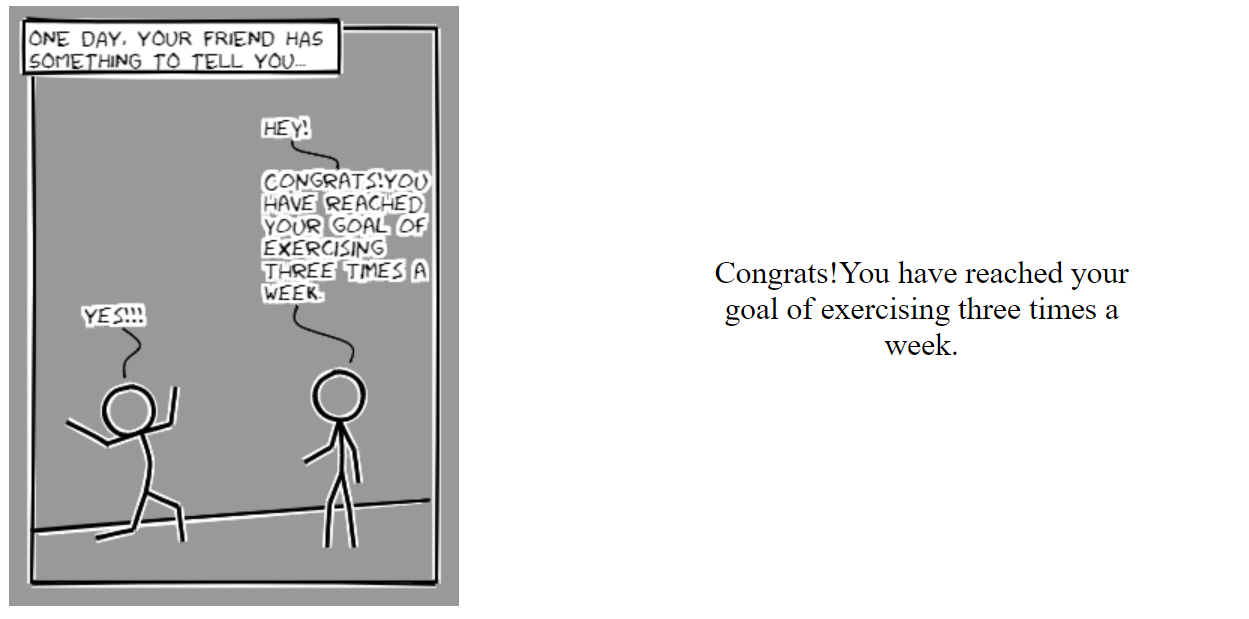 ONE DAY, YOUR FRIEND HAS
SOMETHING TO TELL YOU...
HEY!
CONGRATS!YOU
HAVE REACHED
YOUR GOAL OF
EXERCISING
THREE TIMES A
WEEK.
YES!!!
Congrats!You have reached your
goal of exercising three times a
week.